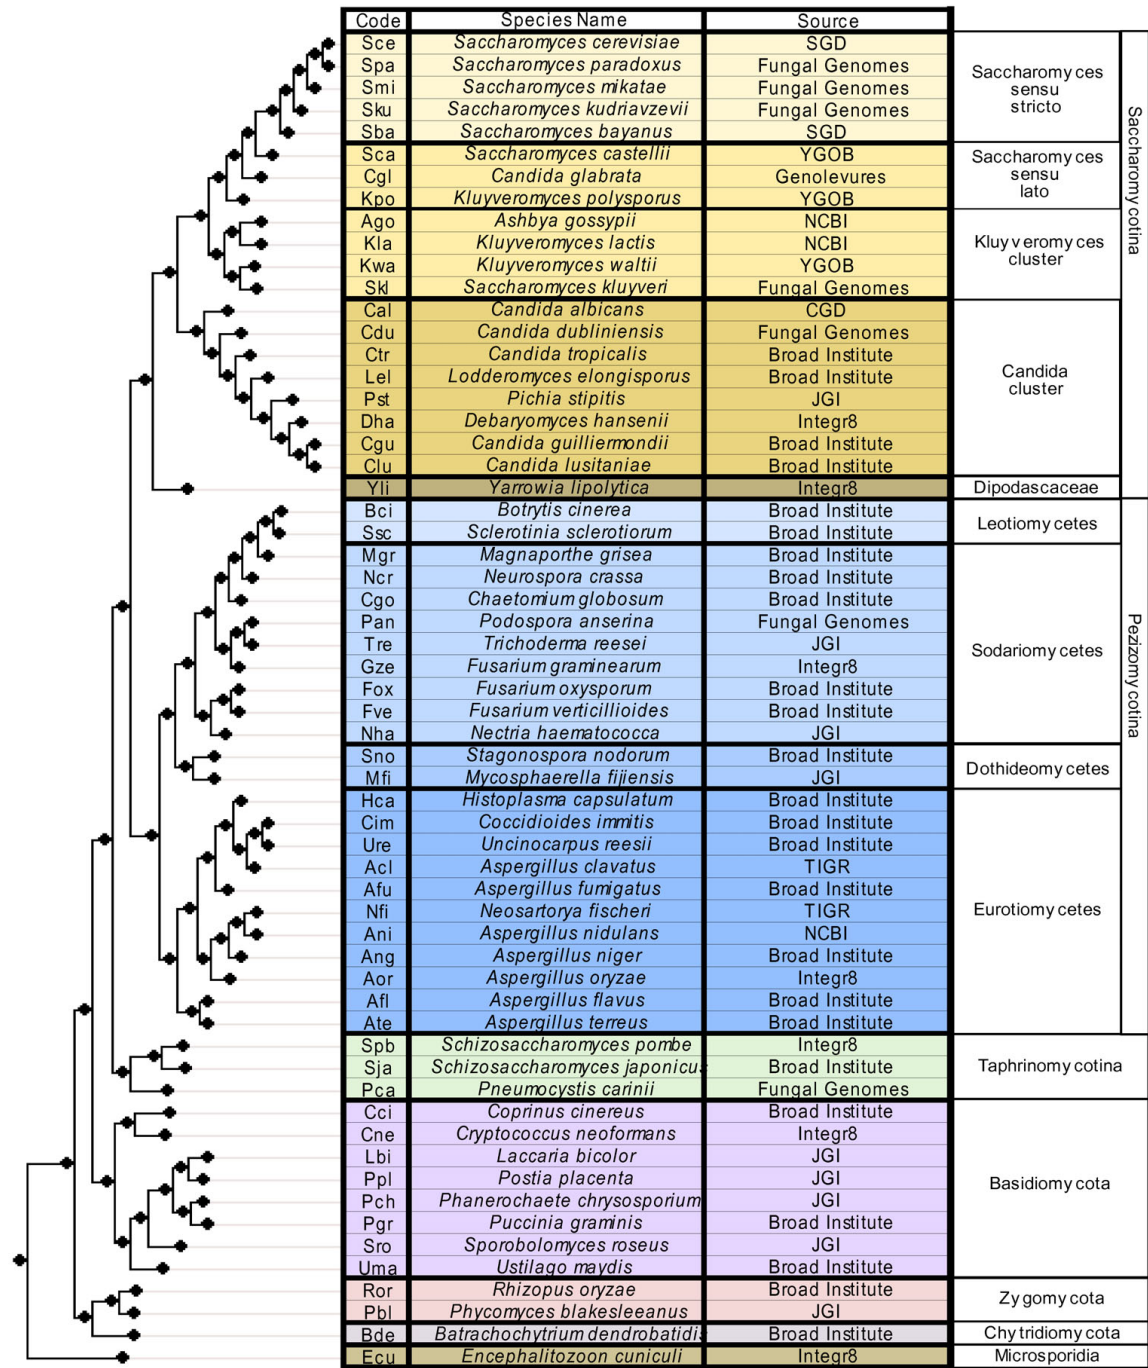 Code Species Name Source
Sce Saccharomyces cerevisiae SGD
Spa Saccharomyces paradoxus Fungal Genomes
Smi Saccharomyces mikatae Fungal Genomes
Sku Saccharomyces kudriavzevii Fungal Genomes
Sba Saccharomyces bayanus SGD
Saccharomyces
sensu
stricto
Sca Saccharomyces castellii YGOB
Cgl Candida glabrata Genolevures
Kpo Kluyveromyces polysporus YGOB
Saccharomyces
sensu
lato
Ago Ashbya gossypii NCBI
Kla Kluyveromyces lactis NCBI
Kwa Kluyveromyces waltii YGOB
Skl Saccharomyces kluyveri Fungal Genomes
Kluyveromyces
cluster
Cal Candida albicans CGD
Cdu Candida dubliniensis Fungal Genomes
Ctr Candida tropicalis Broad Institute
Lel Lodderomyces elongisporus Broad Institute
Pst Pichia stipitis JGI
Dha Debaryomyces hansenii Integr8
Cgu Candida guilliermondii Broad Institute
Clu Candida lusitaniae Broad Institute
Candida
cluster
Yli Yarrowia lipolytica Integr8 Dipodascaceae
Saccharomycotina
Bci Botrytis cinerea Broad Institute
Ssc Sclerotinia sclerotiorum Broad Institute
Leotiomycetes
Mgr Magnaporthe grisea Broad Institute
Ncr Neurospora crassa Broad Institute
Cgo Chaetomium globosum Broad Institute
Pan Podospora anserina Fungal Genomes
Tre Trichoderma reesei JGI
Gze Fusarium graminearum Integr8
Fox Fusarium oxysporum Broad Institute
Fve Fusarium verticillioides Broad Institute
Nha Nectria haematococca JGI
Sodariomycetes
Sno Stagonospora nodorum Broad Institute
Mfi Mycosphaerella fijiensis JGI
Dothideomycetes
Hca Histoplasma capsulatum Broad Institute
Cim Coccidioides immitis Broad Institute
Ure Uncinocarpus reesii Broad Institute
Acl Aspergillus clavatus TIGR
Afu Aspergillus fumigatus Broad Institute
Nfi Neosartorya fischeri TIGR
Ani Aspergillus nidulans NCBI
Ang Aspergillus niger Broad Institute
Aor Aspergillus oryzae Integr8
Afl Aspergillus flavus Broad Institute
Ate Aspergillus terreus Broad Institute
Eurotiomycetes
Pezizomycotina
Spb Schizosaccharomyces pombe Integr8
Sja Schizosaccharomyces japonicus Broad Institute
Pca Pneumocystis carinii Fungal Genomes
Taphrinomycotina
Cci Coprinus cinereus Broad Institute
Cne Cryptococcus neoformans Integr8
Lbi Laccaria bicolor JGI
Ppl Postia placenta JGI
Pch Phanerochaete chrysosporium JGI
Pgr Puccinia graminis Broad Institute
Sro Sporobolomyces roseus JGI
Uma Ustilago maydis Broad Institute
Basidiomycota
Ror Rhizopus oryzae Broad Institute
Pbl Phycomyces blakesleeanus JGI
Zygomycota
Bde Batrachochytrium dendrobatidis Broad Institute Chytridiomycota
Ecu Encephalitozoon cuniculi Integr8 Microsporidia